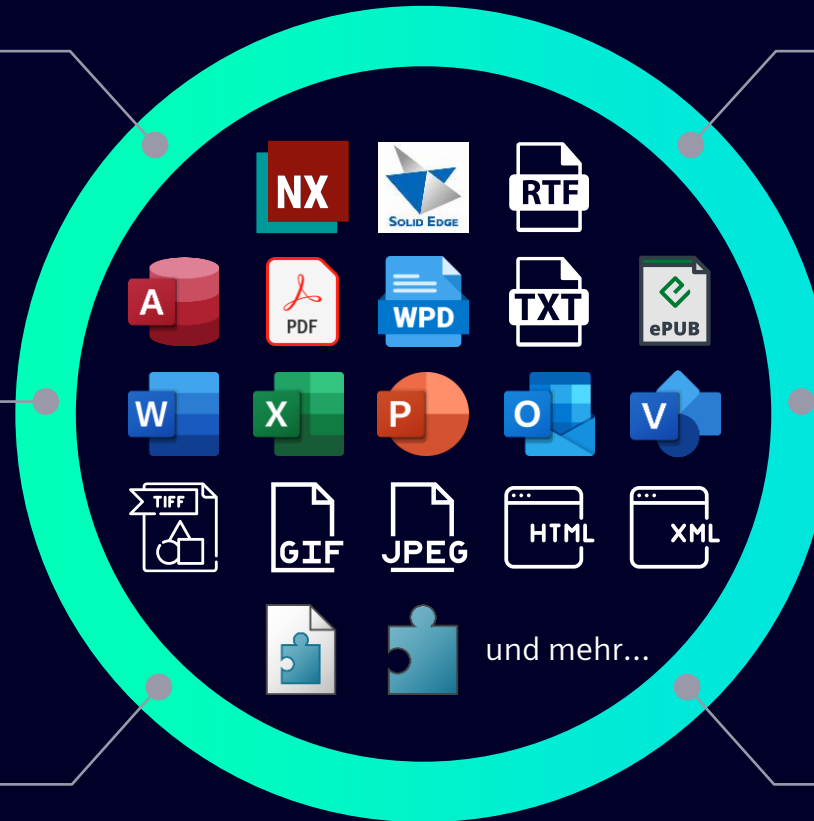 NX
SOLID EDGE
RTF
A
PDF
WPD
TXT
ePUB
W
X
P
O
V
TIFF
GIF
JPEG
HTML
XML
und mehr...